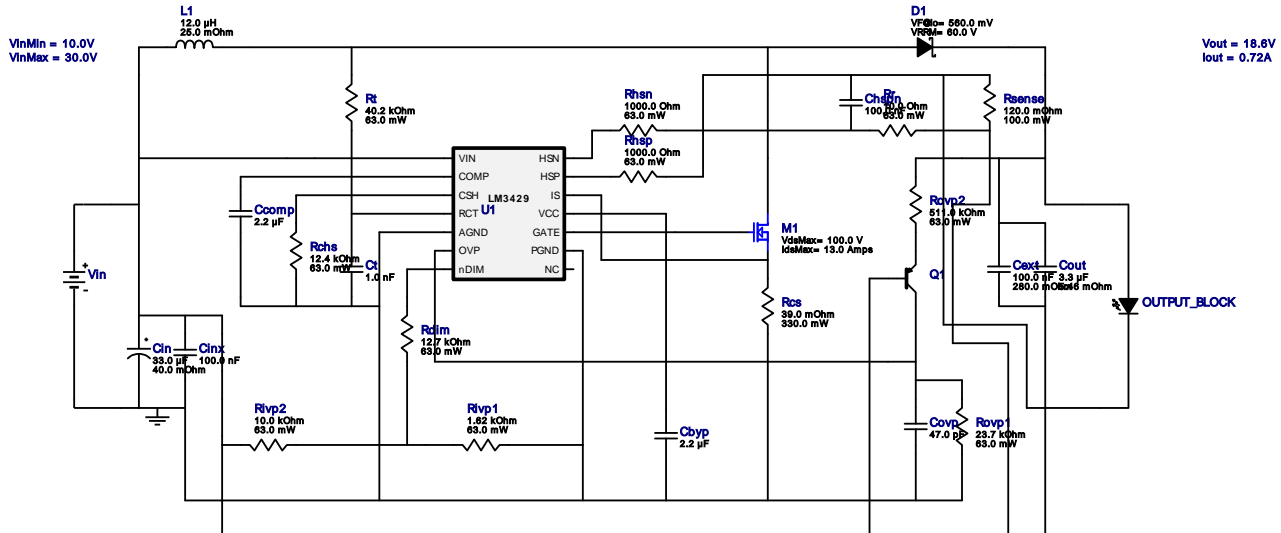 L1
12.0 µH
25.0 mOhm
D1
VRRM= 60.0 V
VinMin = 10.0V
VinMax = 30.0V
Vout = 18.6V
Iout = 0.72A
Rt
40.2 kOhm
63.0 mW
Rhsn
1000.0 Ohm
63.0 mW
Rhsp
1000.0 Ohm
63.0 mW
63.0 mW
Rsense
120.0 mOhm
100.0 mW
VIN
COMP
CSH
RCT
AGND
OVP
nDIM
LM3429
U1
HSN
HSP
IS
VCC
GATE
PGND
NC
Ccomp
2.2 µF
Rchs
12.4 kOhm
63.0 mW
Ct
1.0 nF
M1
VdsMax= 100.0 V
IdsMax= 13.0 Amps
Rovp2
511.0 kOhm
63.0 mW
Q1
Cext
100.0 nF
280.0 mOhm
Cout
3.3 µF
Vin
Rcs
39.0 mOhm
330.0 mW
OUTPUT_BLOCK
Cin
33.0 µF
40.0 mOhm
Cinx
100.0 nF
Rdim
12.7 kOhm
63.0 mW
Rivp2
10.0 kOhm
63.0 mW
Rivp1
1.62 kOhm
63.0 mW
Cbyp
2.2 µF
Covp
47.0 pF
Rovp1
23.7 kOhm
63.0 mW